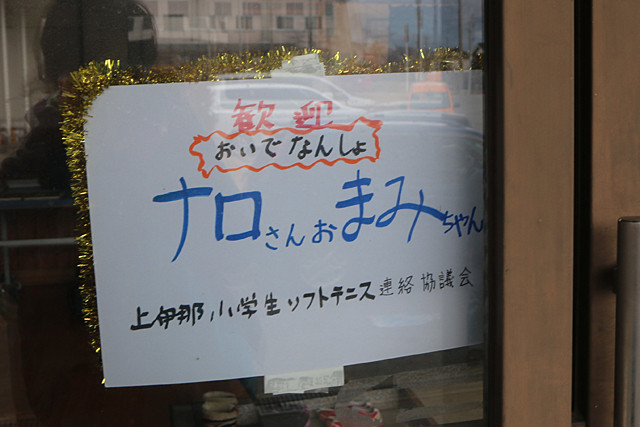 歓迎
おいでなんしょ
ナロさんおまみちゃん
上伊那小学生ソフトテニス連絡協議会